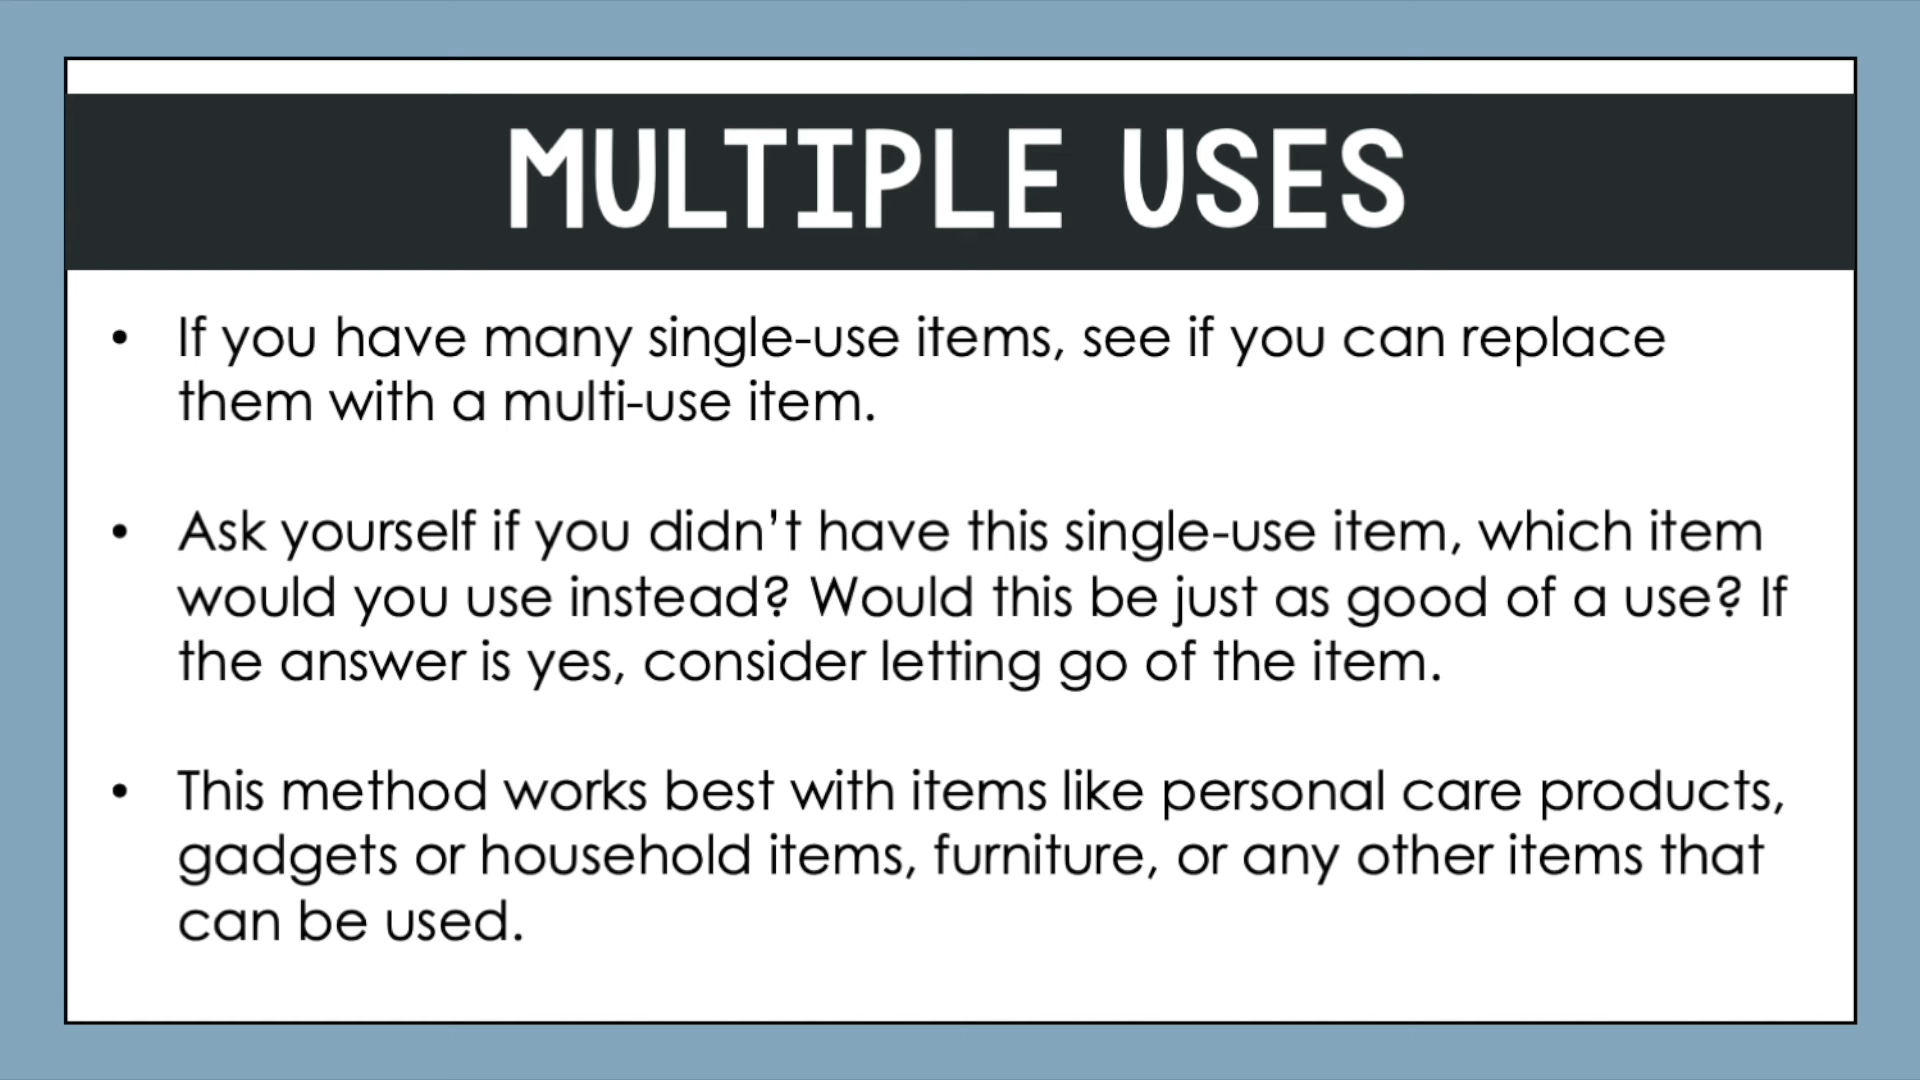 MULTIPLE USES
• If you have many single-use items, see if you can replace
them with a multi-use item.
• Ask yourself if you didn’t have this single-use item, which item
would you use instead? Would this be just as good of a use? If
the answer is yes, consider letting go of the item.
• This method works best with items like personal care products,
gadgets or household items, furniture, or any other items that
can be used.